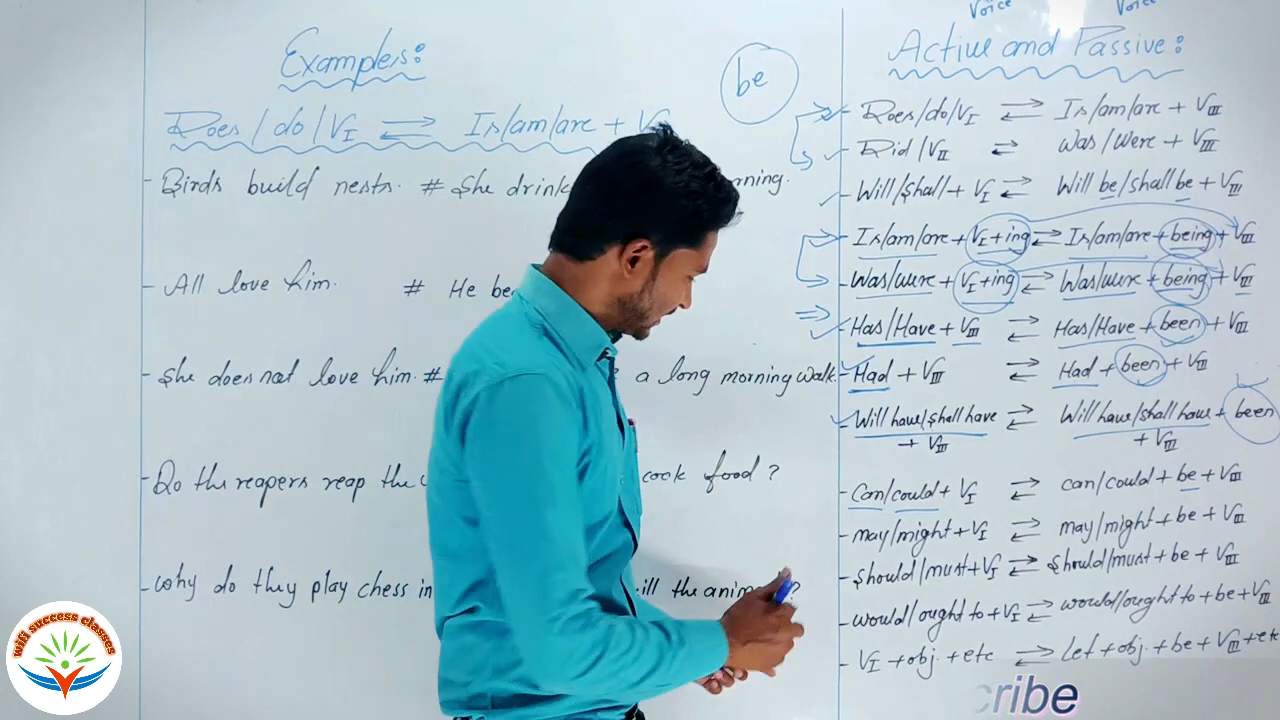 Voice Voice
Examples:
be
Active and Passive:
Does/do/VI ⇄ Is/am/are + V
Birds build nests. # She drink ning.
All love him. # He be
She does not love him. # a long morning walk.
Do the reapers reap the cook food?
Why do they play chess in ill the anim ?
Does/do/VI ⇄ Is/am/are + VIII
Did/VII ⇄ Was/were + VIII
Will/shall + VI ⇄ Will be/shall be + VIII
Is/am/are + VI+ing ⇄ Is/am/are + being + VIII
Was/were + VI+ing ⇄ Was/were + being + VIII
⇒ Has/Have + VIII ⇄ Has/Have + been + VIII
Had + VIII ⇄ Had + been + VIII
Will have/shall have ⇄ Will have/shall have + been
+ VIII + VIII
Can/could + VI ⇄ can/could + be + VIII
may/might + VI ⇄ may/might + be + VIII
Should/must + VI ⇄ Should/must + be + VIII
would/ought to + VI ⇄ would/ought to + be + VIII
VI + obj. + etc ⇄ Let + obj. + be + VIII + etc
wifi success classes
cribe